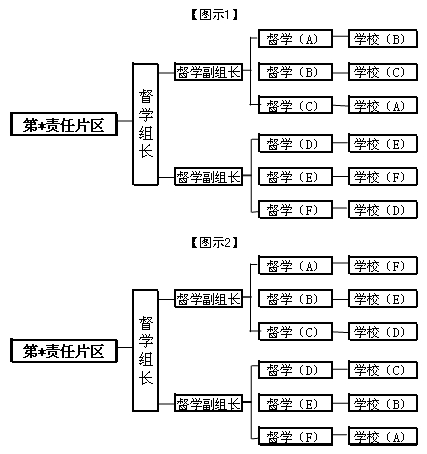 【图示1】
督学（A） 学校（B）
督学副组长 督学（B） 学校（C）
督学（C） 学校（A）
第*责任片区 督学组长
督学（D） 学校（E）
督学副组长 督学（E） 学校（F）
督学（F） 学校（D）
【图示2】
督学（A） 学校（F）
督学副组长 督学（B） 学校（E）
督学（C） 学校（D）
第*责任片区 督学组长
督学（D） 学校（C）
督学副组长 督学（E） 学校（B）
督学（F） 学校（A）